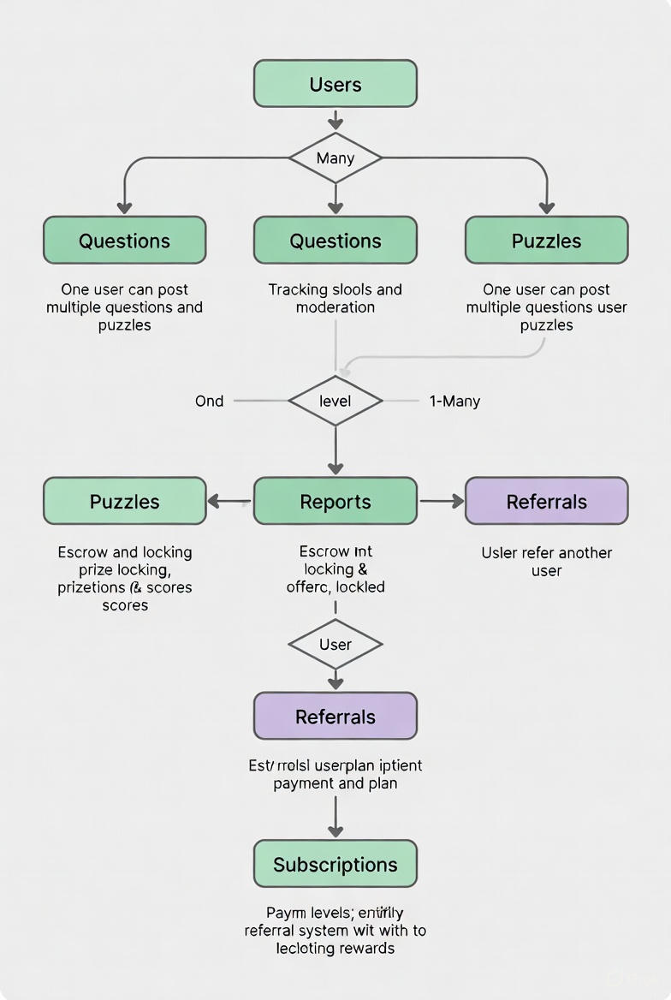 Users
Many
Questions
Questions
Puzzles
One user can post
multiple questions and
puzzles
Tracking slools and
moderation
One user can post
multiple questions user
puzzles
Ond
level
1-Many
Puzzles
Reports
Referrals
Escrow and locking
prize locking,
prizetions & scores
scores
Escrow Int
locking &
offerc, lockled
Usler refer another
user
User
Referrals
userplan iptient
payment and plan
Subscriptions
Paym levels;
referral system wit with to
lecloting rewards